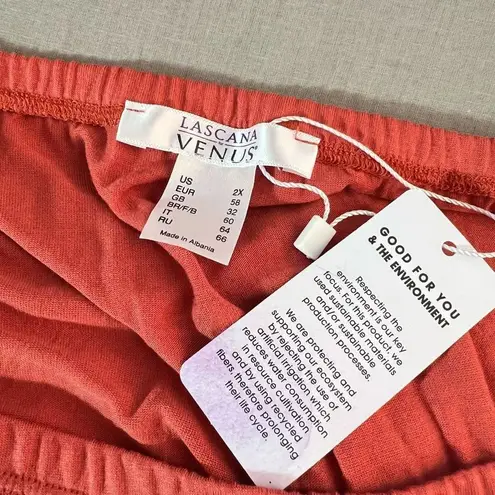 LASCANA
VENUS
US 2X
EUR 58
GB 32
BR/F/B 60
IT 64
RU 66
Made in Albania
GOOD FOR YOU
& THE ENVIRONMENT
Respecting the
environment is our key
focus. For this product, we
used sustainable materials
and/or sustainable
production processes.
We are protecting and
supporting our ecosystem
by rejecting the use of
artificial irrigation which
reduces water consumption
in resource cultivation
and by using recycled
fibers, therefore prolonging
their life cycle.